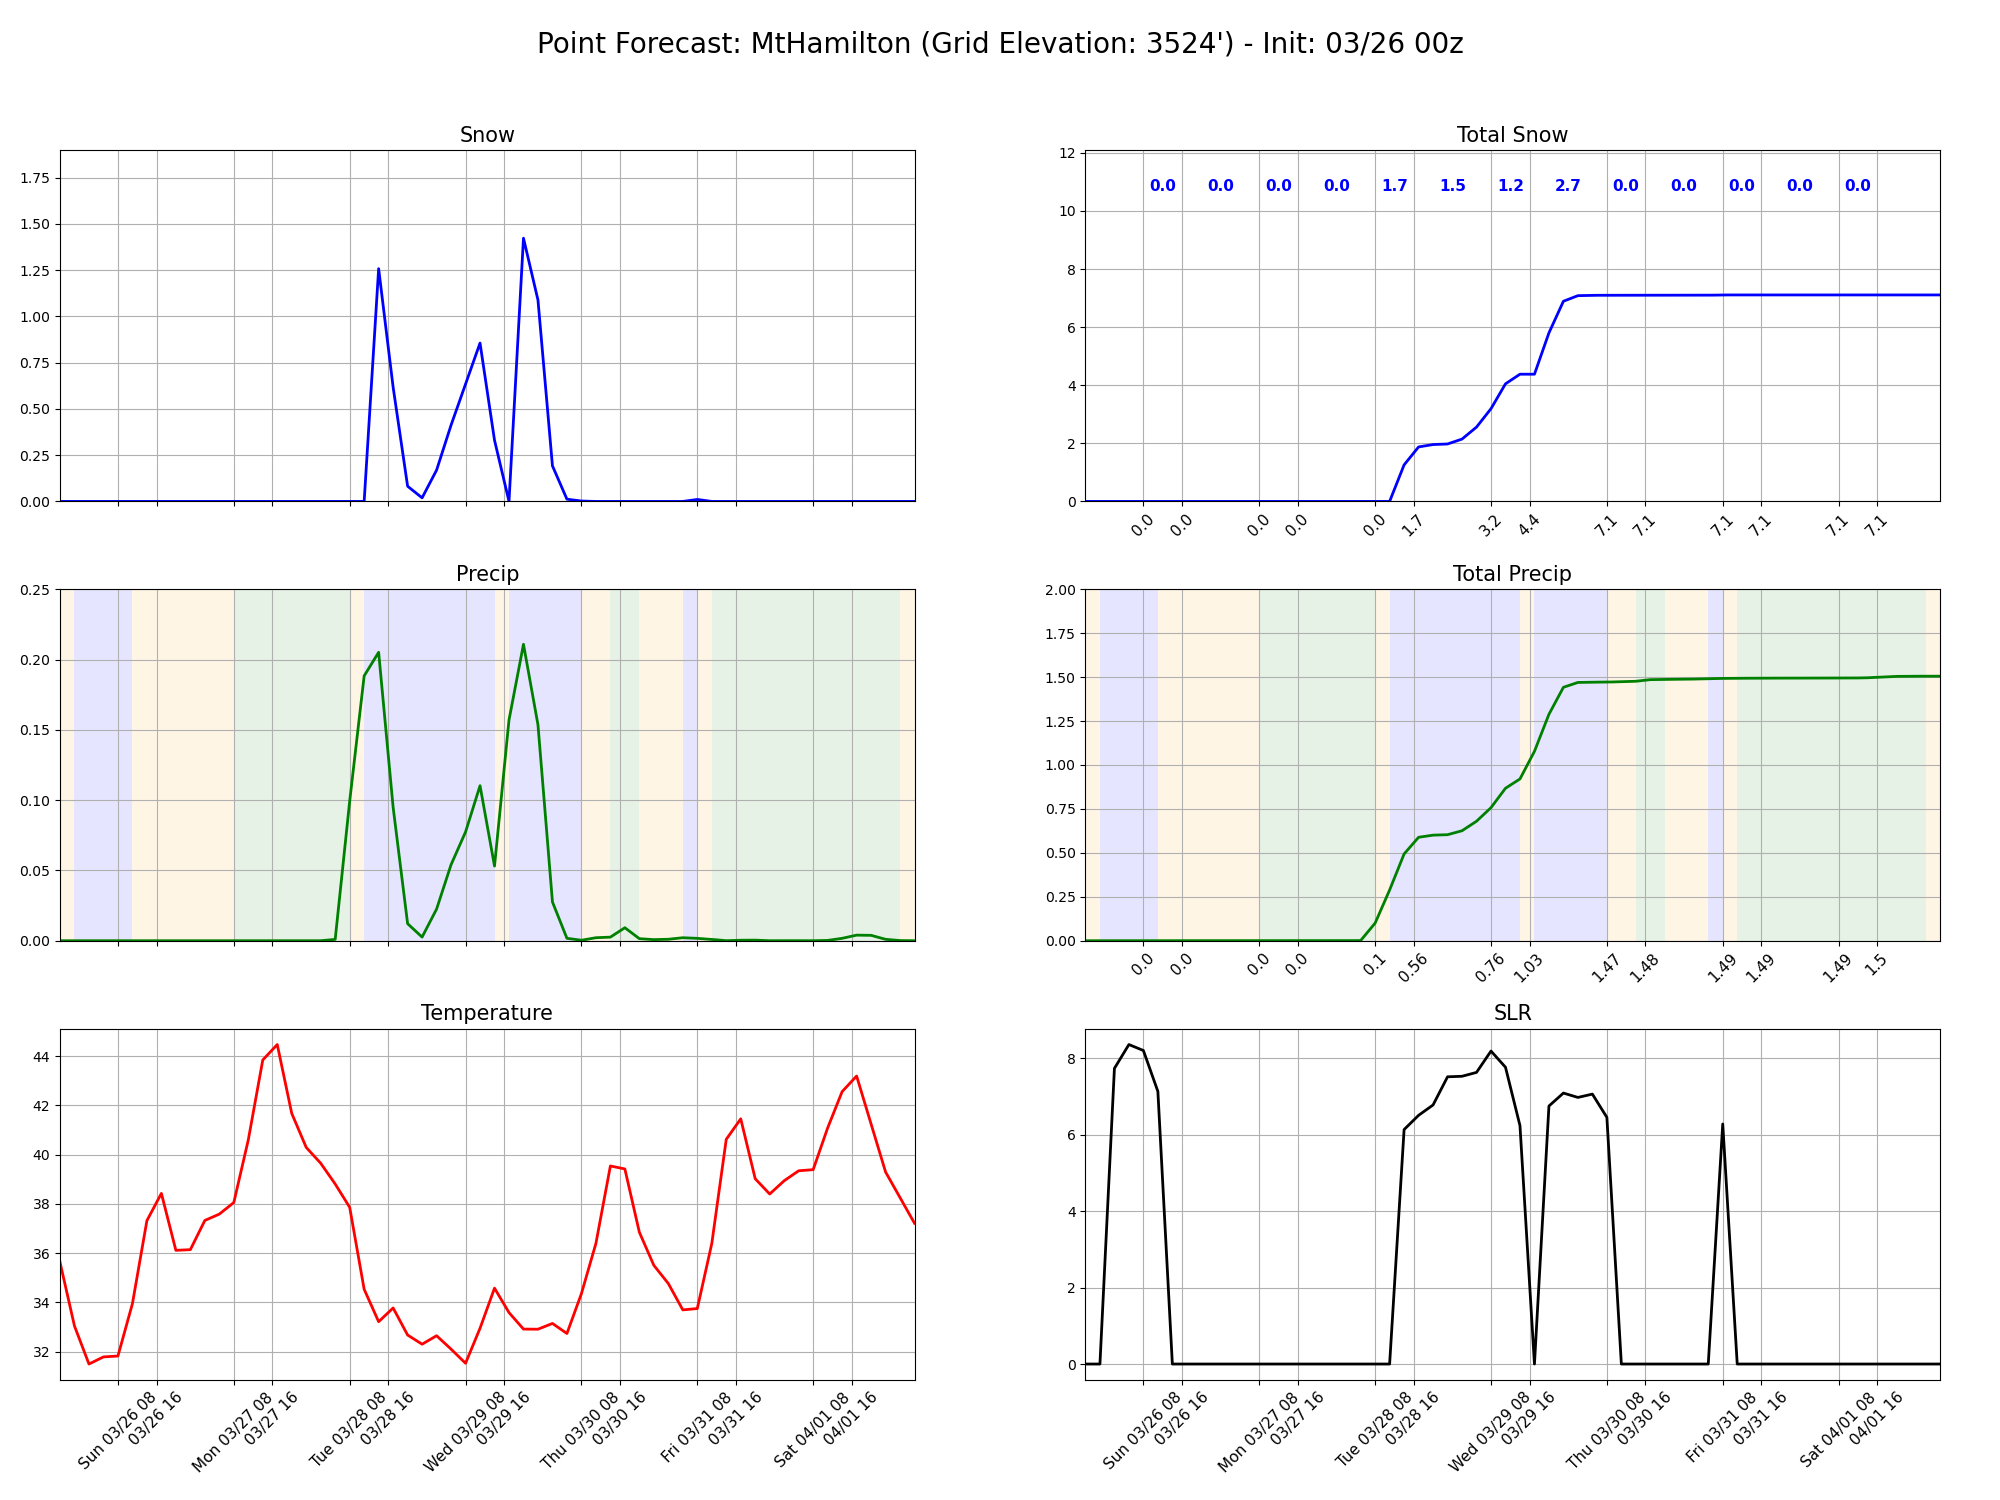 Point Forecast: MtHamilton (Grid Elevation: 3524') - Init: 03/26 00z
Snow
1.75
1.50
1.25
1.00
0.75
0.50
0.25
0.00
Total Snow
12
10
8
6
4
2
0
0.0 0.0 0.0 0.0 1.7 1.5 1.2 2.7 0.0 0.0 0.0 0.0 0.0
0.0 0.0 0.0 0.0 0.0 1.7 3.2 4.4 7.1 7.1 7.1 7.1 7.1 7.1
Precip
0.25
0.20
0.15
0.10
0.05
0.00
Total Precip
2.00
1.75
1.50
1.25
1.00
0.75
0.50
0.25
0.00
0.0 0.0 0.0 0.0 0.1 0.56 0.76 1.03 1.47 1.48 1.49 1.49 1.49 1.5
Temperature
44
42
40
38
36
34
32
Sun 03/26 08
03/26 16
Mon 03/27 08
03/27 16
Tue 03/28 08
03/28 16
Wed 03/29 08
03/29 16
Thu 03/30 08
03/30 16
Fri 03/31 08
03/31 16
Sat 04/01 08
04/01 16
SLR
8
6
4
2
0
Sun 03/26 08
03/26 16
Mon 03/27 08
03/27 16
Tue 03/28 08
03/28 16
Wed 03/29 08
03/29 16
Thu 03/30 08
03/30 16
Fri 03/31 08
03/31 16
Sat 04/01 08
04/01 16